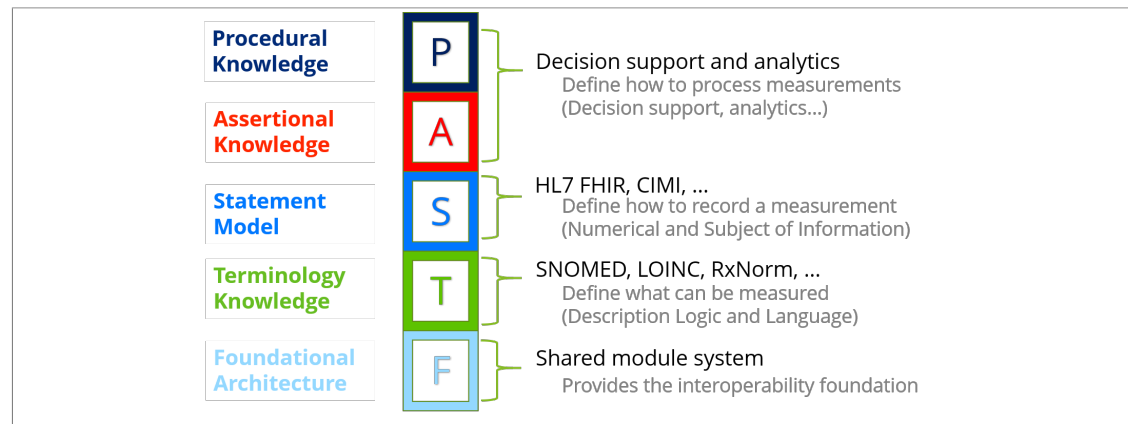 Procedural
Knowledge
P
Decision support and analytics
Define how to process measurements
(Decision support, analytics...)
Assertional
Knowledge
A
Statement
Model
S
HL7 FHIR, CIMI, ...
Define how to record a measurement
(Numerical and Subject of Information)
Terminology
Knowledge
T
SNOMED, LOINC, RxNorm, ...
Define what can be measured
(Description Logic and Language)
Foundational
Architecture
F
Shared module system
Provides the interoperability foundation